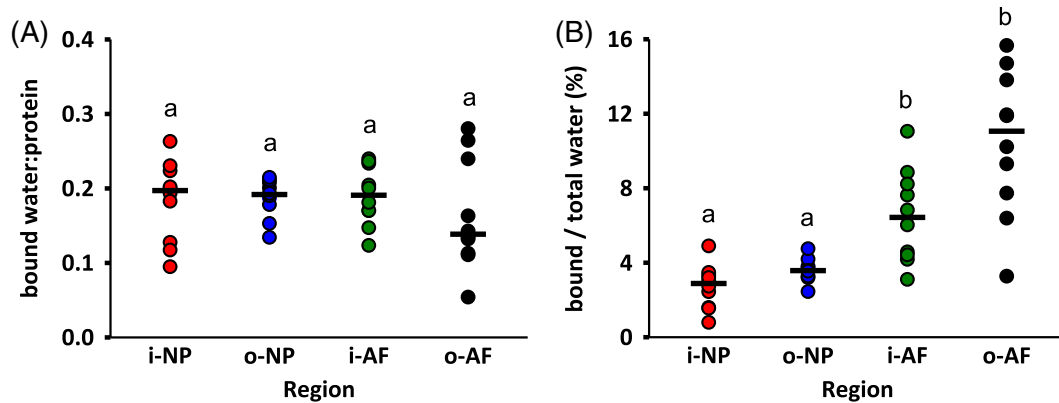 (A)
bound water:protein
0.4
0.3
0.2
0.1
0.0
a
a
a
a
i-NP o-NP i-AF o-AF
Region
(B)
bound / total water (%)
16
12
8
4
0
a
a
b
b
i-NP o-NP i-AF o-AF
Region